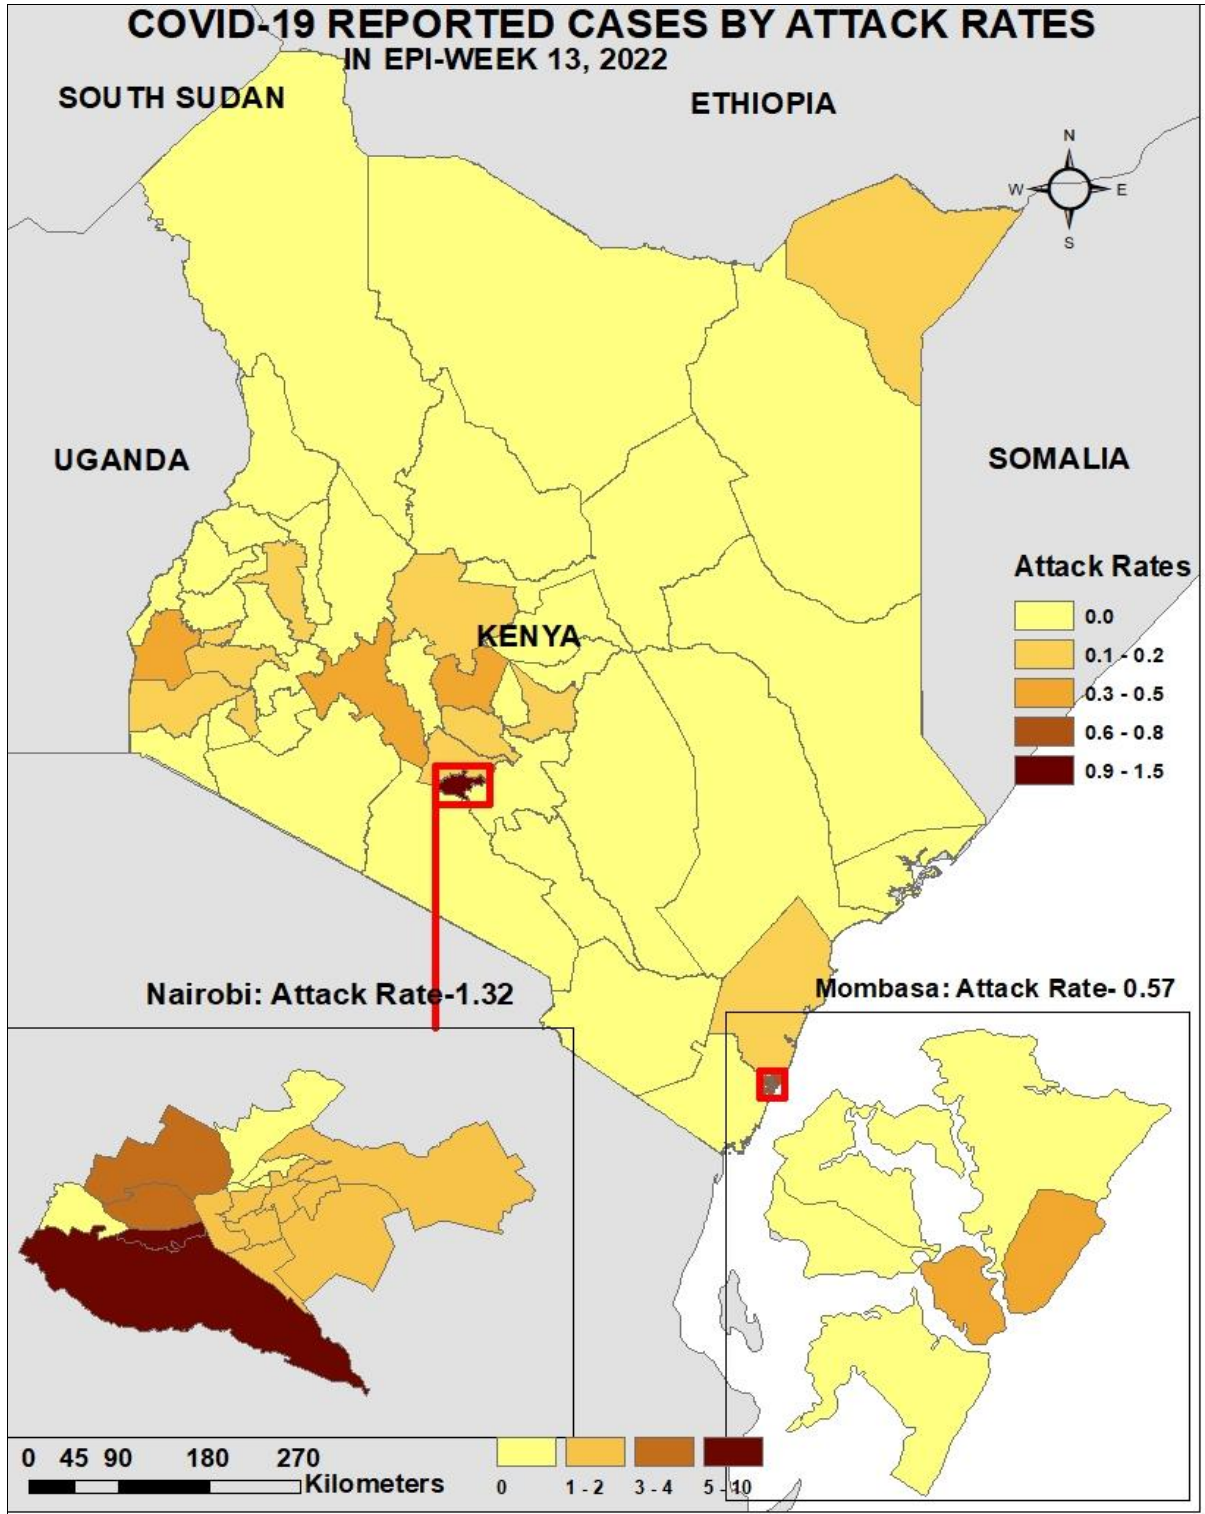 COVID-19 REPORTED CASES BY ATTACK RATES
IN EPI-WEEK 13, 2022
SOUTH SUDAN
ETHIOPIA
N
W E
S
UGANDA
SOMALIA
Attack Rates
0.0
0.1 - 0.2
0.3 - 0.5
0.6 - 0.8
0.9 - 1.5
KENYA
Nairobi: Attack Rate-1.32
Mombasa: Attack Rate- 0.57
0 45 90 180 270
Kilometers
0 1 - 2 3 - 4 5 - 10